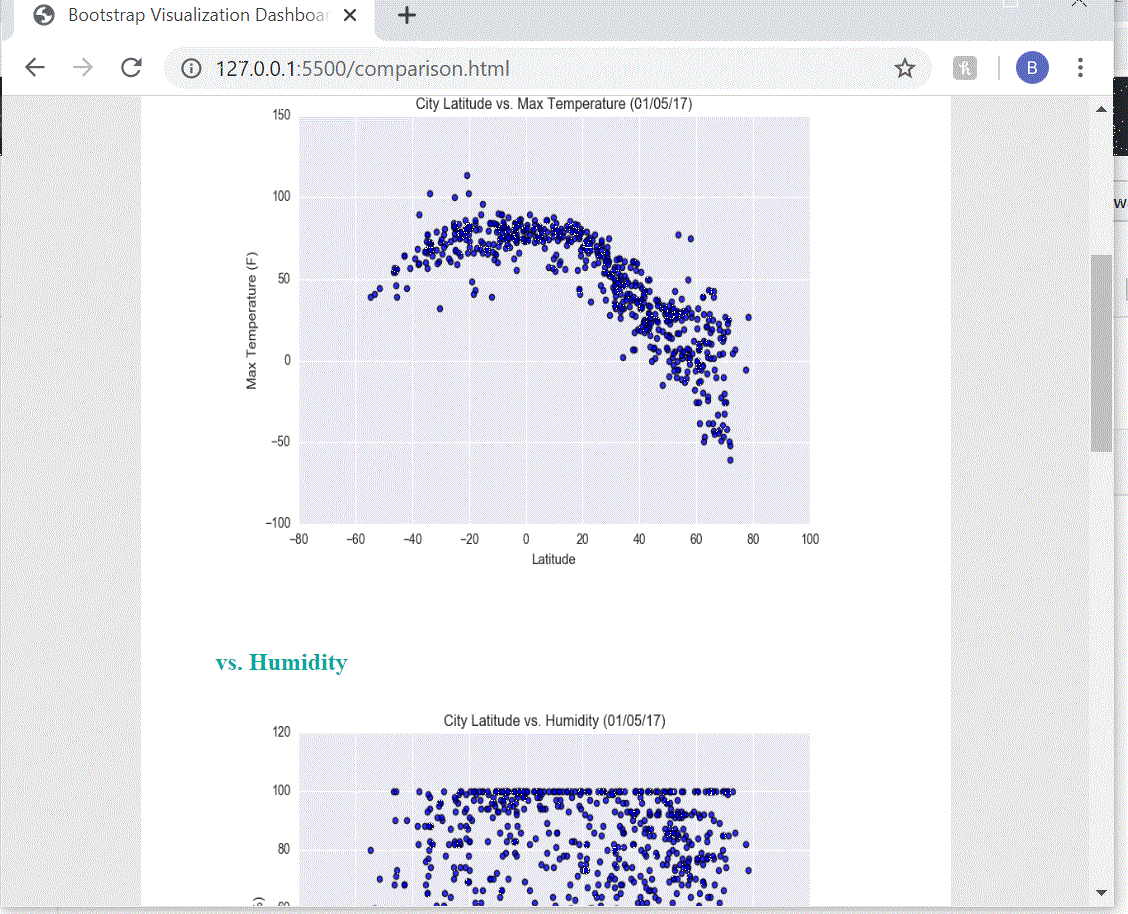 Bootstrap Visualization Dashboar
127.0.0.1:5500/comparison.html
B
w
City Latitude vs. Max Temperature (01/05/17)
150
100
50
0
−50
−100
Max Temperature (F)
−80 −60 −40 −20 0 20 40 60 80 100
Latitude
vs. Humidity
City Latitude vs. Humidity (01/05/17)
120
100
80
60